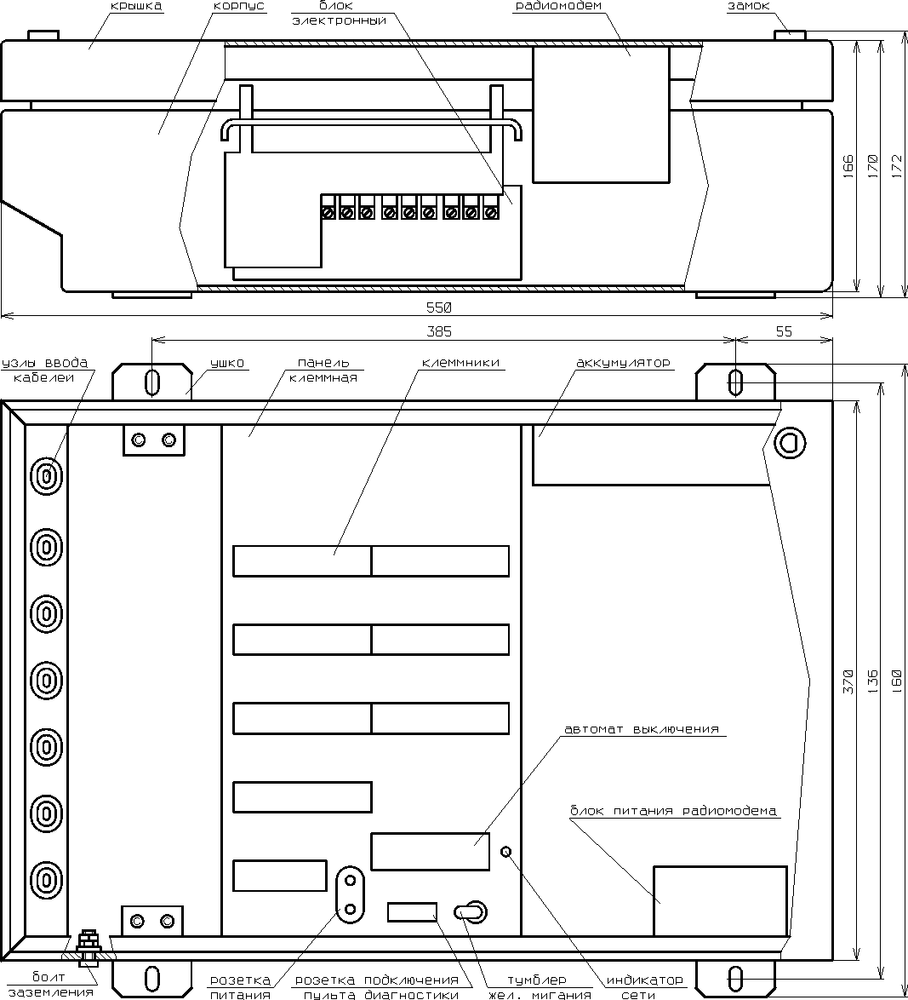 крышка
корпус
блок
электронный
радиомодем
замок
166
170
172
550
385
55
узлы ввода
кабелей
ушко
панель
клеммная
клеммники
аккумулятор
370
136
160
автомат выключения
блок питания радиомодема
болт
заземления
розетка
питания
розетка подключения
пульта диагностики
тумблер
жел. мигания
индикатор
сети